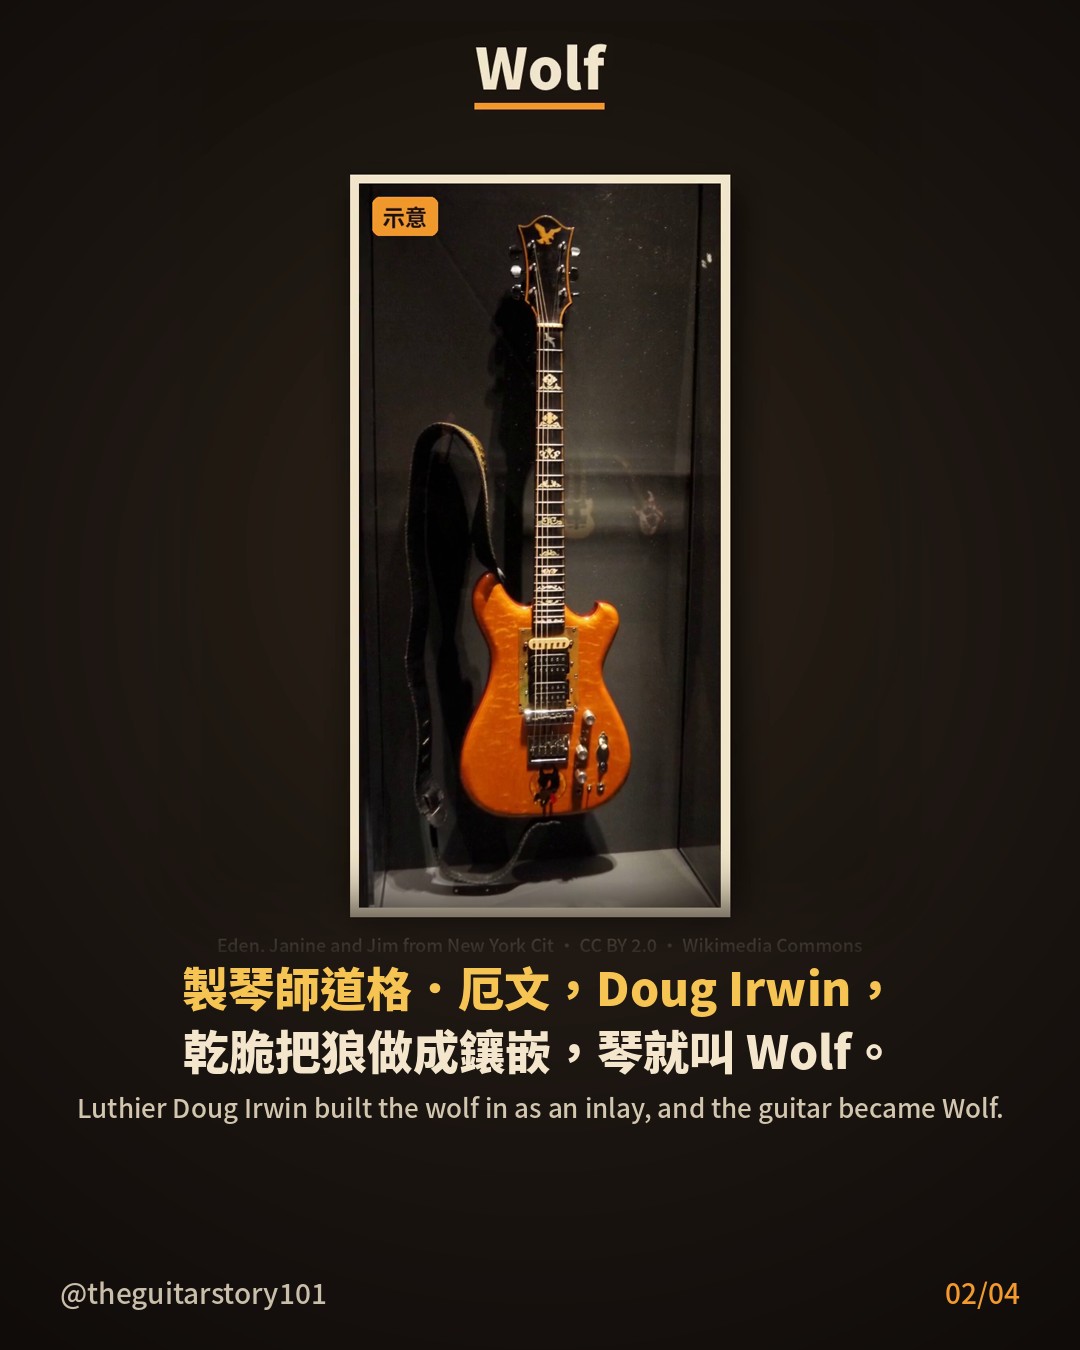 Wolf
示意
Eden, Janine and Jim from New York Cit • CC BY 2.0 • Wikimedia Commons
製琴師道格・厄文，Doug Irwin，
乾脆把狼做成鑲嵌，琴就叫 Wolf。
Luthier Doug Irwin built the wolf in as an inlay, and the guitar became Wolf.
@theguitarstory101
02/04